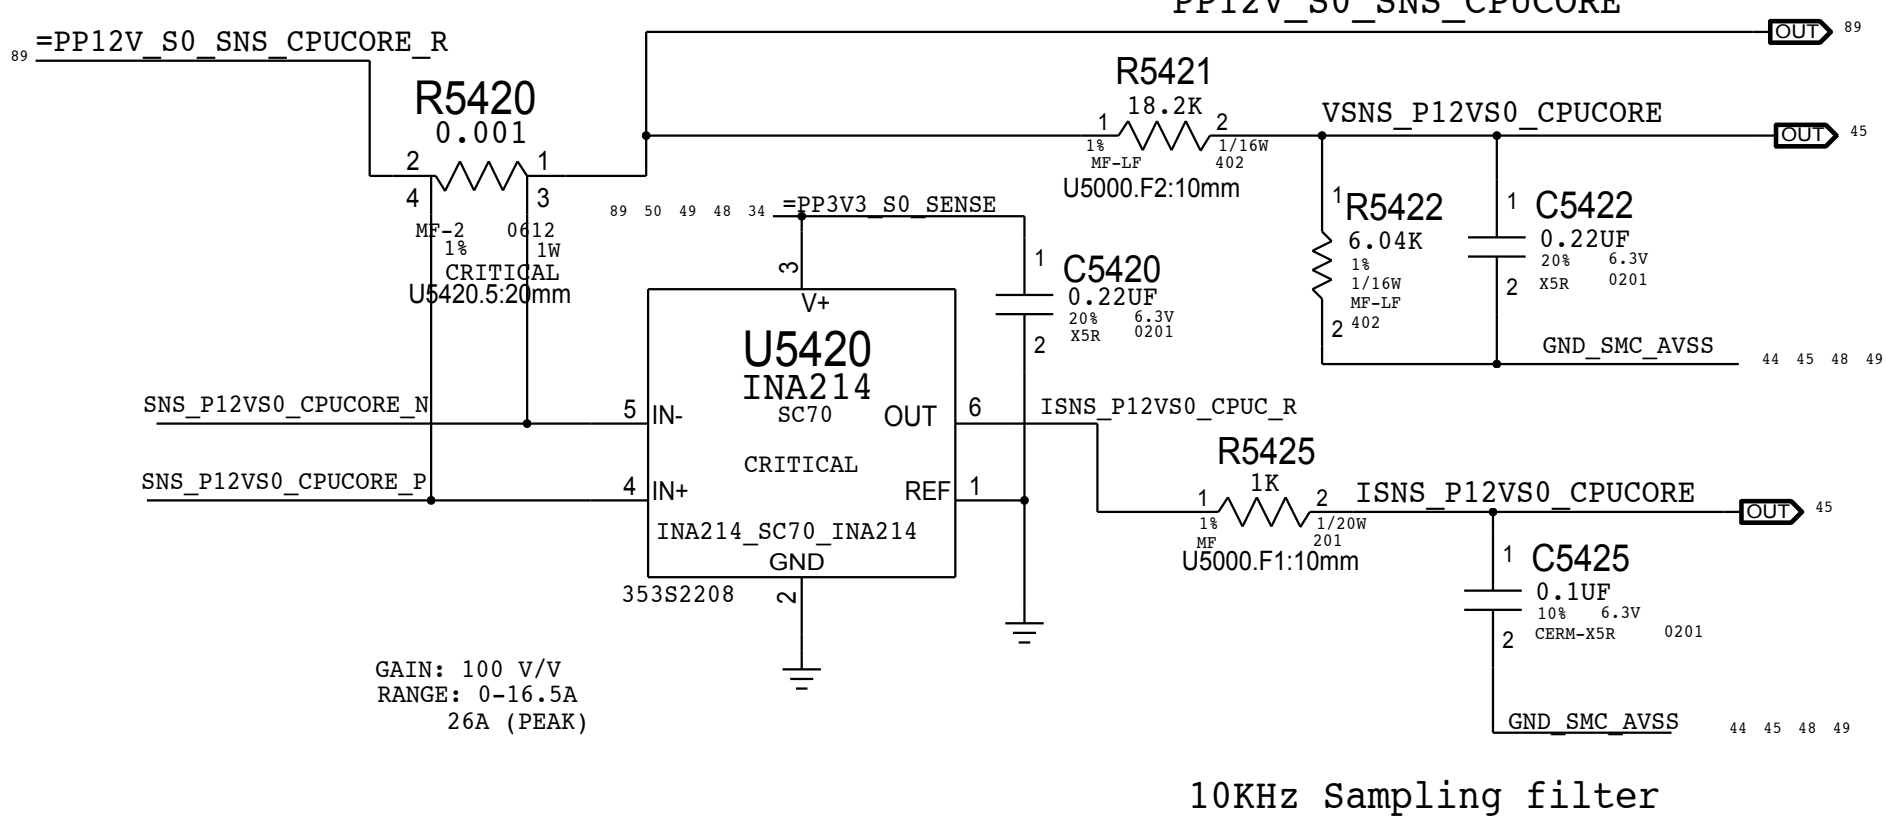 PP12V_S0_SNS_CPUCORE
OUT 89
89 =PP12V_S0_SNS_CPUCORE_R
R5420
0.001
2 1
4 3
MF-2 0612
1% 1W
CRITICAL
U5420.5:20mm
R5421
18.2K
1 2
1% 1/16W
MF-LF 402
U5000.F2:10mm
VSNS_P12VS0_CPUCORE
OUT 45
1 R5422
6.04K
1%
1/16W
MF-LF
2 402
1 C5422
0.22UF
20% 6.3V
2 X5R 0201
GND_SMC_AVSS 44 45 48 49
89 50 49 48 34 =PP3V3_S0_SENSE
3
V+
1 C5420
0.22UF
20% 6.3V
X5R 0201
2
U5420
INA214
SC70
CRITICAL
SNS_P12VS0_CPUCORE_N
5 IN-
OUT 6
ISNS_P12VS0_CPUC_R
SNS_P12VS0_CPUCORE_P
4 IN+
REF 1
INA214_SC70_INA214
GND
353S2208
2
R5425
1K
1 2
1% 1/20W
MF 201
U5000.F1:10mm
ISNS_P12VS0_CPUCORE
OUT 45
1 C5425
0.1UF
10% 6.3V
2 CERM-X5R 0201
GND_SMC_AVSS 44 45 48 49
GAIN: 100 V/V
RANGE: 0-16.5A
26A (PEAK)
10KHz Sampling filter